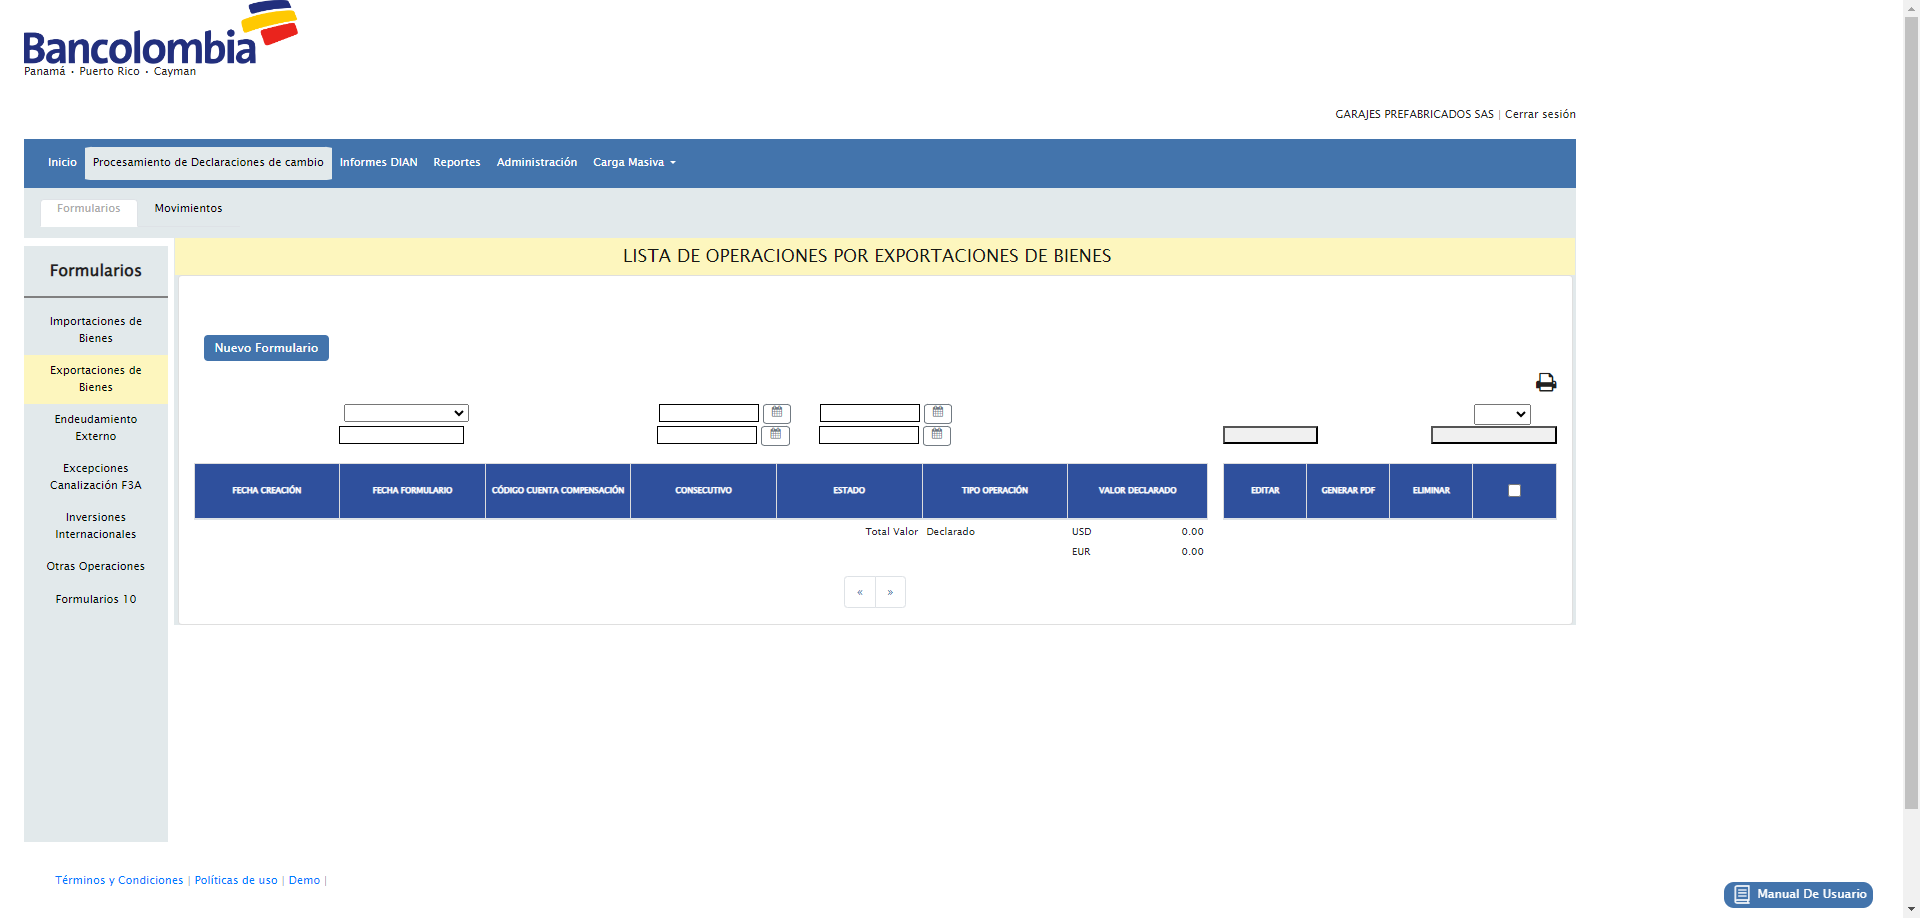 Bancolombia
Panamá • Puerto Rico • Cayman
GARAJES PREFABRICADOS SAS | Cerrar sesión
Inicio Procesamiento de Declaraciones de cambio Informes DIAN Reportes Administración Carga Masiva
Formularios Movimientos
Formularios
Importaciones de
Bienes
Exportaciones de
Bienes
Endeudamiento
Externo
Excepciones
Canalización F3A
Inversiones
Internacionales
Otras Operaciones
Formularios 10
LISTA DE OPERACIONES POR EXPORTACIONES DE BIENES
Nuevo Formulario
FECHA CREACIÓN FECHA FORMULARIO CÓDIGO CUENTA COMPENSACIÓN CONSECUTIVO ESTADO TIPO OPERACIÓN VALOR DECLARADO EDITAR GENERAR PDF ELIMINAR
Total Valor Declarado USD 0.00
EUR 0.00
« »
Términos y Condiciones | Políticas de uso | Demo |
Manual De Usuario